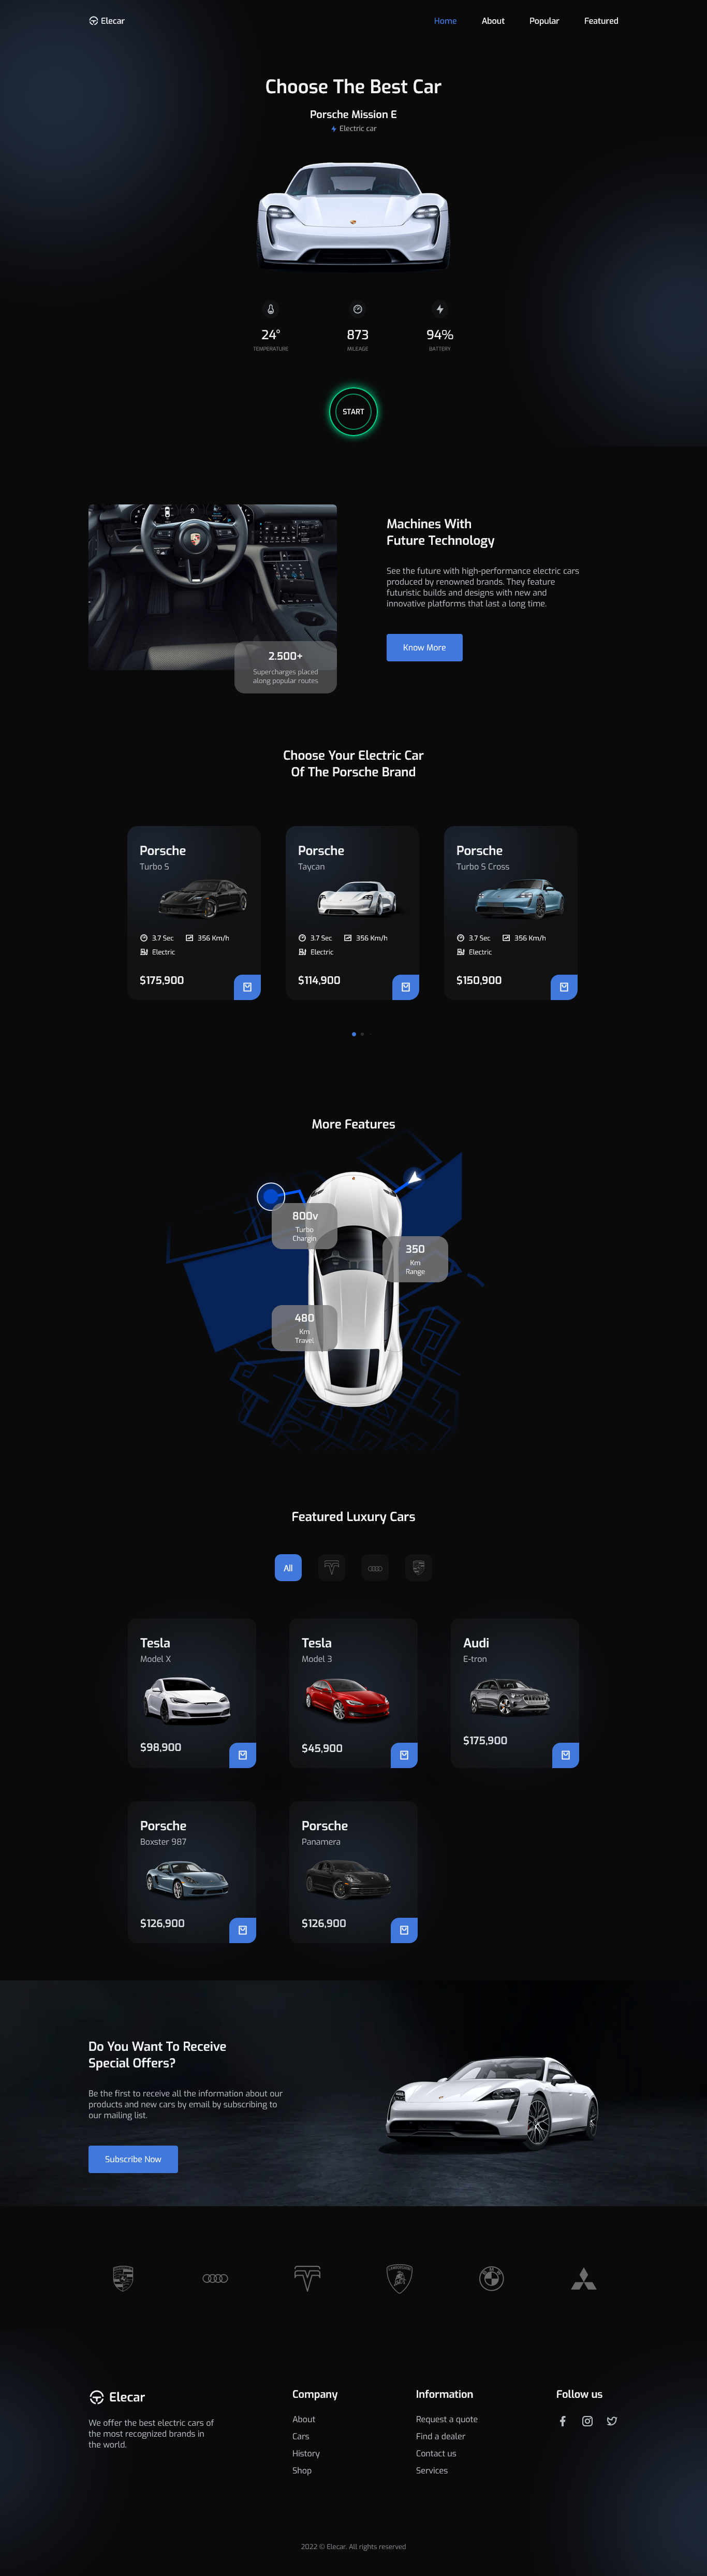 Elecar
Home
About
Popular
Featured
Choose The Best Car
Porsche Mission E
Electric car
24°
TEMPERATURE
873
MILEAGE
94%
BATTERY
START
Machines With
Future Technology
See the future with high-performance electric cars
produced by renowned brands. They feature
futuristic builds and designs with new and
innovative platforms that last a long time.
Know More
2.500+
Supercharges placed
along popular routes
Choose Your Electric Car
Of The Porsche Brand
Porsche
Turbo S
3.7 Sec
356 Km/h
Electric
$175,900
Porsche
Taycan
3.7 Sec
356 Km/h
Electric
$114,900
Porsche
Turbo S Cross
3.7 Sec
356 Km/h
Electric
$150,900
More Features
800v
Turbo
Chargin
350
Km
Range
480
Km
Travel
Featured Luxury Cars
All
Tesla
Model X
$98,900
Tesla
Model 3
$45,900
Audi
E-tron
$175,900
Porsche
Boxster 987
$126,900
Porsche
Panamera
$126,900
Do You Want To Receive
Special Offers?
Be the first to receive all the information about our
products and new cars by email by subscribing to
our mailing list.
Subscribe Now
Elecar
We offer the best electric cars of
the most recognized brands in
the world.
Company
About
Cars
History
Shop
Information
Request a quote
Find a dealer
Contact us
Services
Follow us
2022 © Elecar. All rights reserved